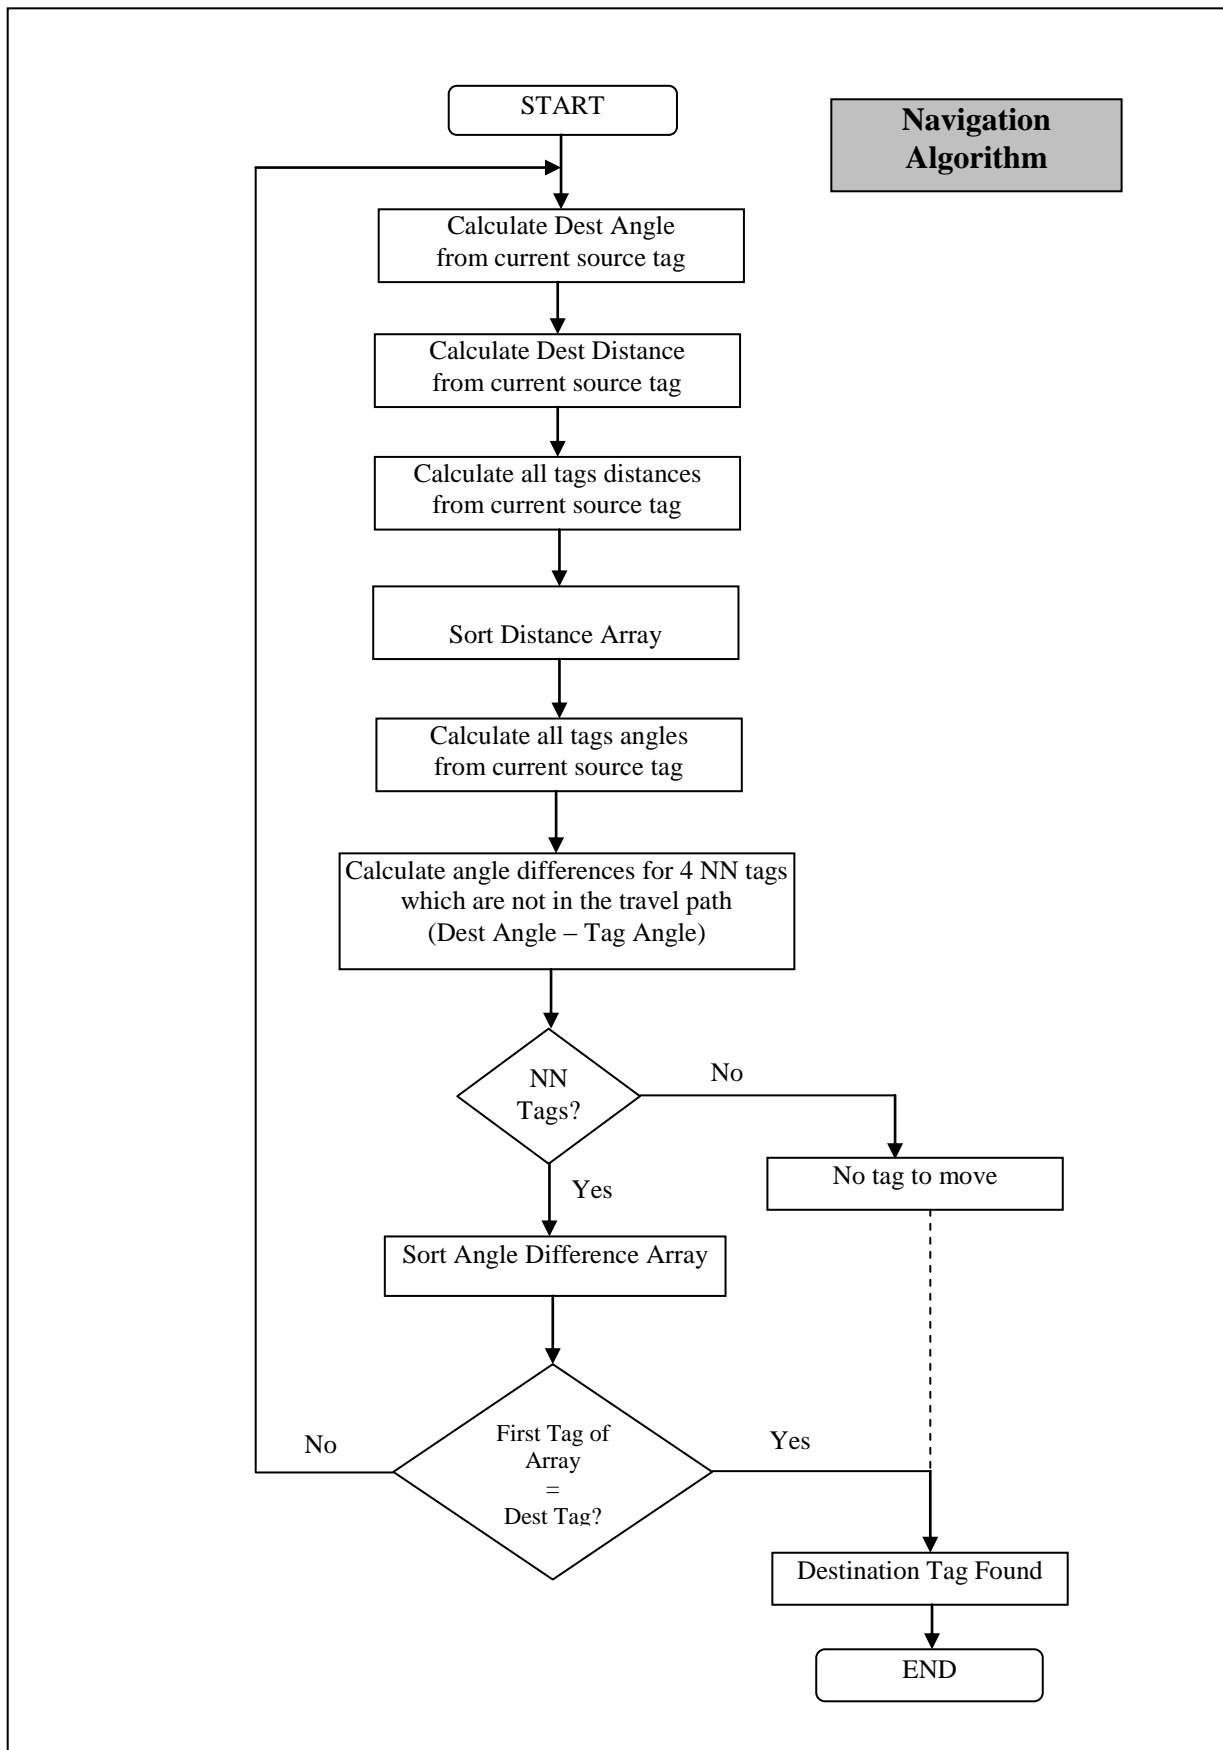 START
Navigation
Algorithm
Calculate Dest Angle
from current source tag
Calculate Dest Distance
from current source tag
Calculate all tags distances
from current source tag
Sort Distance Array
Calculate all tags angles
from current source tag
Calculate angle differences for 4 NN tags
which are not in the travel path
(Dest Angle – Tag Angle)
NN
Tags?
No
No tag to move
Yes
Sort Angle Difference Array
First Tag of
Array
=
Dest Tag?
No
Yes
Destination Tag Found
END